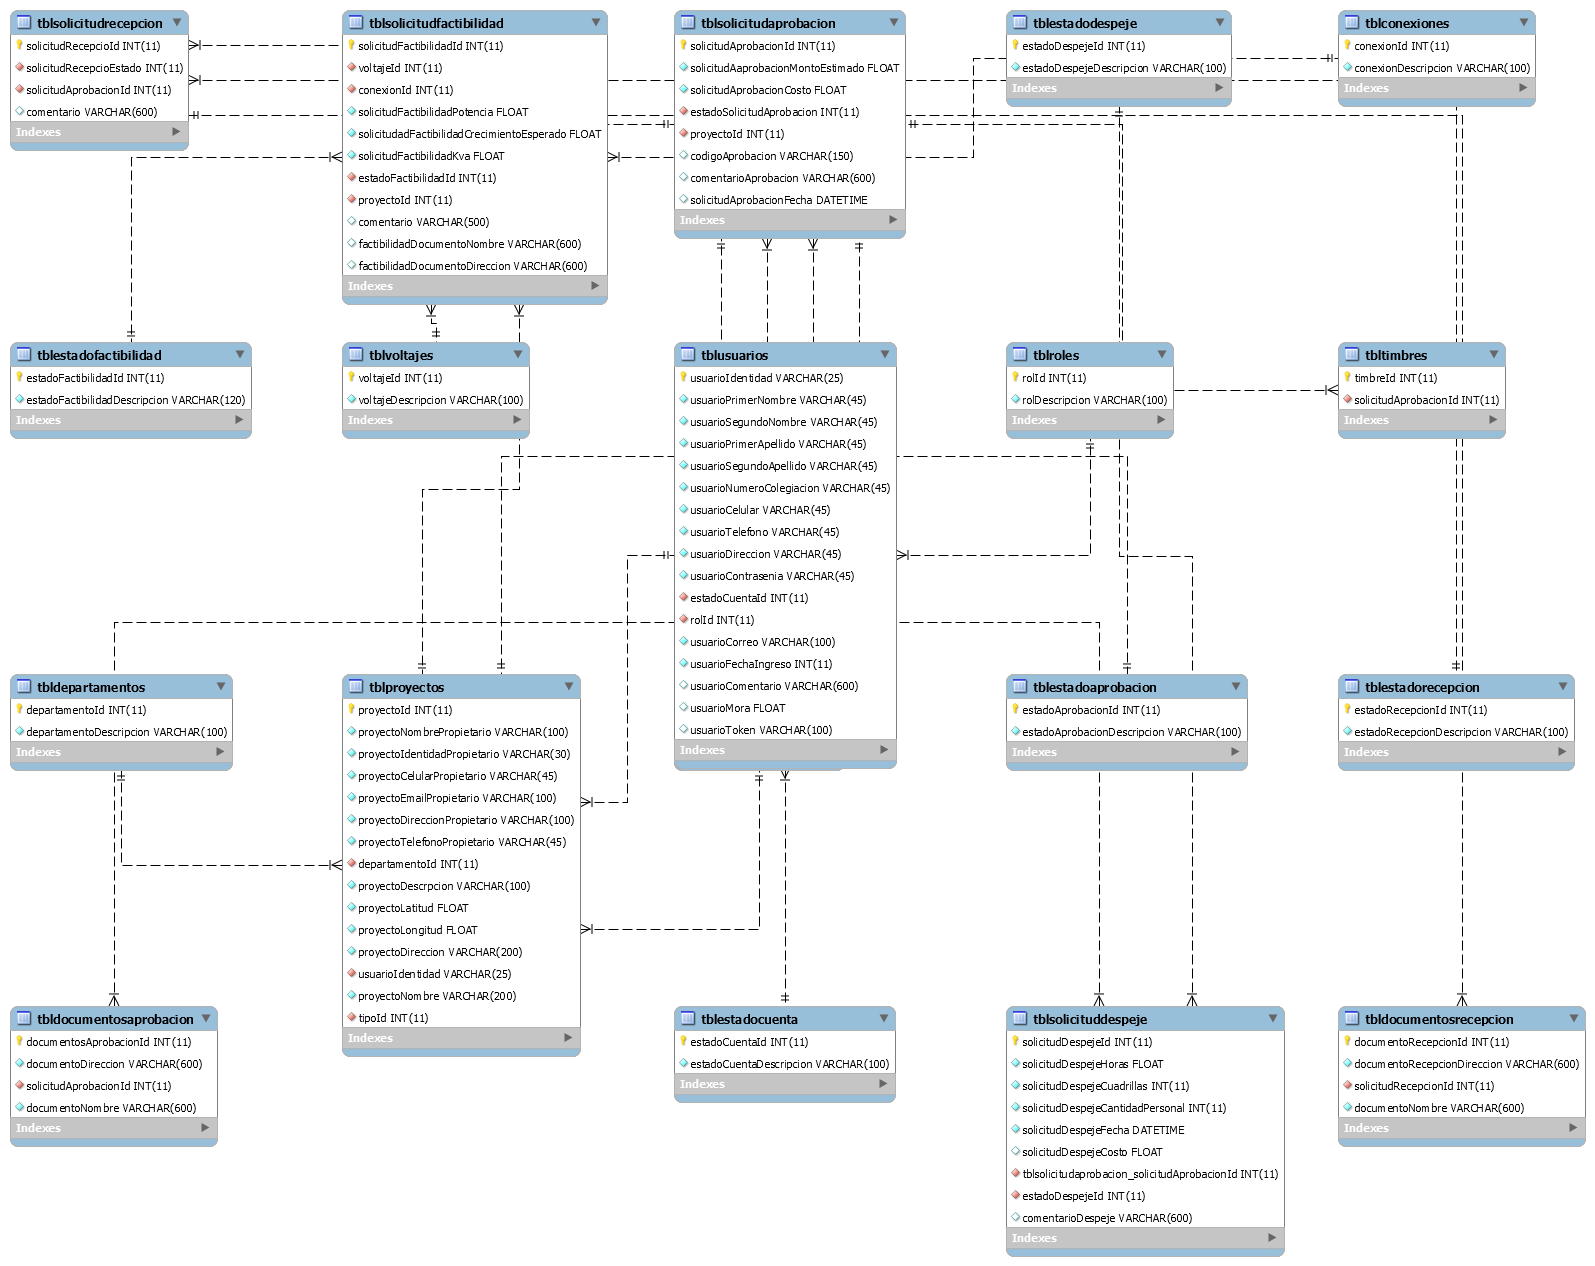 tblsolicitudrecepcion
solicitudRecepcioId INT(11)
solicitudRecepcioEstado INT(11)
solicitudAprobacionId INT(11)
comentario VARCHAR(600)
Indexes
tblsolicitudfactibilidad
solicitudFactibilidadId INT(11)
voltajeId INT(11)
conexionId INT(11)
solicitudFactibilidadPotencia FLOAT
solicitudadFactibilidadCrecimientoEsperado FLOAT
solicitudFactibilidadKva FLOAT
estadoFactibilidadId INT(11)
proyectoId INT(11)
comentario VARCHAR(500)
factibilidadDocumentoNombre VARCHAR(600)
factibilidadDocumentoDireccion VARCHAR(600)
Indexes
tblsolicitudaprobacion
solicitudAprobacionId INT(11)
solicitudAaprobacionMontoEstimado FLOAT
solicitudAprobacionCosto FLOAT
estadoSolicitudAprobacion INT(11)
proyectoId INT(11)
codigoAprobacion VARCHAR(150)
comentarioAprobacion VARCHAR(600)
solicitudAprobacionFecha DATETIME
Indexes
tblestadodespeje
estadoDespejeId INT(11)
estadoDespejeDescripcion VARCHAR(100)
Indexes
tblconexiones
conexionId INT(11)
conexionDescripcion VARCHAR(100)
Indexes
tblestadofactibilidad
estadoFactibilidadId INT(11)
estadoFactibilidadDescripcion VARCHAR(120)
Indexes
tblvoltajes
voltajeId INT(11)
voltajeDescripcion VARCHAR(100)
Indexes
tblusuarios
usuarioIdentidad VARCHAR(25)
usuarioPrimerNombre VARCHAR(45)
usuarioSegundoNombre VARCHAR(45)
usuarioPrimerApellido VARCHAR(45)
usuarioSegundoApellido VARCHAR(45)
usuarioNumeroColegiacion VARCHAR(45)
usuarioCelular VARCHAR(45)
usuarioTelefono VARCHAR(45)
usuarioDireccion VARCHAR(45)
usuarioContrasenia VARCHAR(45)
estadoCuentaId INT(11)
rolId INT(11)
usuarioCorreo VARCHAR(100)
usuarioFechaIngreso INT(11)
usuarioComentario VARCHAR(600)
usuarioMora FLOAT
usuarioToken VARCHAR(100)
Indexes
tblroles
rolId INT(11)
rolDescripcion VARCHAR(100)
Indexes
tbltimbres
timbreId INT(11)
solicitudAprobacionId INT(11)
Indexes
tbldepartamentos
departamentoId INT(11)
departamentoDescripcion VARCHAR(100)
Indexes
tblproyectos
proyectoId INT(11)
proyectoNombrePropietario VARCHAR(100)
proyectoIdentidadPropietario VARCHAR(30)
proyectoCelularPropietario VARCHAR(45)
proyectoEmailPropietario VARCHAR(100)
proyectoDireccionPropietario VARCHAR(100)
proyectoTelefonoPropietario VARCHAR(45)
departamentoId INT(11)
proyectoDescrpcion VARCHAR(100)
proyectoLatitud FLOAT
proyectoLongitud FLOAT
proyectoDireccion VARCHAR(200)
usuarioIdentidad VARCHAR(25)
proyectoNombre VARCHAR(200)
tipoId INT(11)
Indexes
tblestadoaprobacion
estadoAprobacionId INT(11)
estadoAprobacionDescripcion VARCHAR(100)
Indexes
tblestadorecepcion
estadoRecepcionId INT(11)
estadoRecepcionDescripcion VARCHAR(100)
Indexes
tbldocumentosaprobacion
documentosAprobacionId INT(11)
documentoDireccion VARCHAR(600)
solicitudAprobacionId INT(11)
documentoNombre VARCHAR(600)
Indexes
tblestadocuenta
estadoCuentaId INT(11)
estadoCuentaDescripcion VARCHAR(100)
Indexes
tblsolicituddespeje
solicitudDespejeId INT(11)
solicitudDespejeHoras FLOAT
solicitudDespejeCuadrillas INT(11)
solicitudDespejeCantidadPersonal INT(11)
solicitudDespejeFecha DATETIME
solicitudDespejeCosto FLOAT
tblsolicitudaprobacion_solicitudAprobacionId INT(11)
estadoDespejeId INT(11)
comentarioDespeje VARCHAR(600)
Indexes
tbldocumentosrecepcion
documentoRecepcionId INT(11)
documentoRecepcionDireccion VARCHAR(600)
solicitudRecepcionId INT(11)
documentoNombre VARCHAR(600)
Indexes